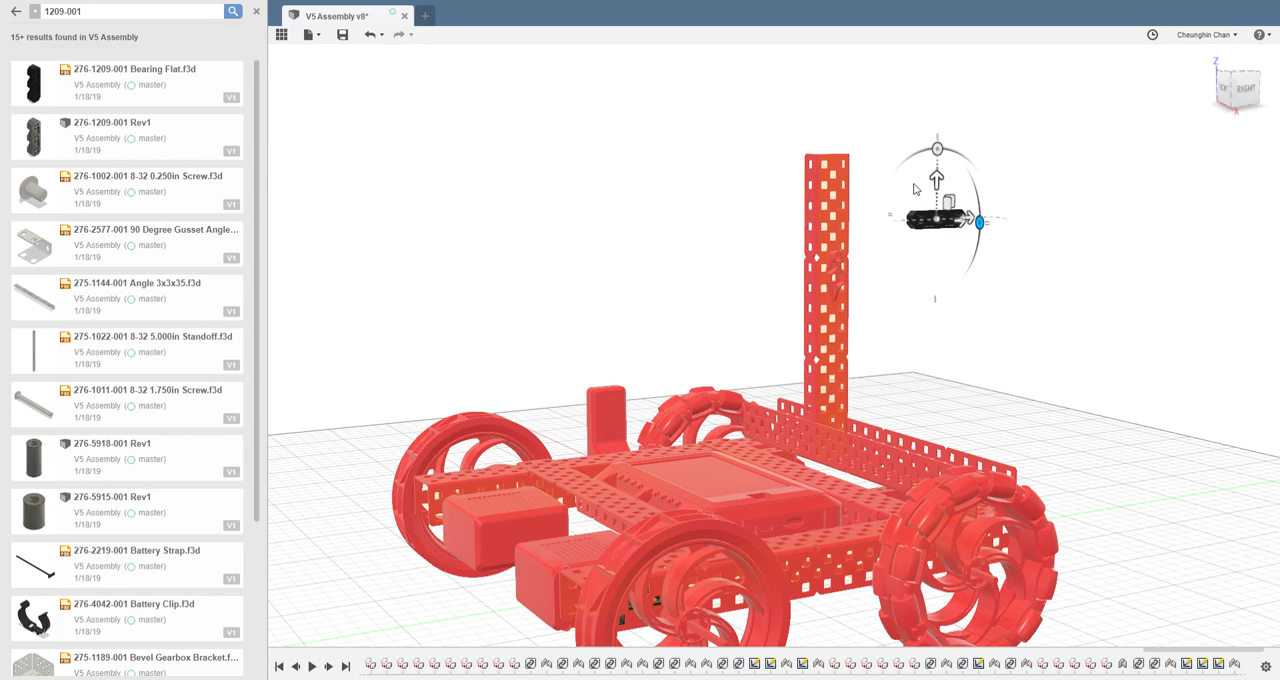 1209-001
15+ results found in V5 Assembly
276-1209-001 Bearing Flat.f3d
V5 Assembly (master)
1/18/19
V1
276-1209-001 Rev1
V5 Assembly (master)
1/18/19
V1
276-1002-001 8-32 0.250in Screw.f3d
V5 Assembly (master)
1/18/19
V1
276-2577-001 90 Degree Gusset Angle...
V5 Assembly (master)
1/18/19
V1
275-1144-001 Angle 3x3x35.f3d
V5 Assembly (master)
1/18/19
V1
275-1022-001 8-32 5.000in Standoff.f3d
V5 Assembly (master)
1/18/19
V1
276-1011-001 8-32 1.750in Screw.f3d
V5 Assembly (master)
1/18/19
V1
276-5918-001 Rev1
V5 Assembly (master)
1/18/19
V1
276-5915-001 Rev1
V5 Assembly (master)
1/18/19
V1
276-2219-001 Battery Strap.f3d
V5 Assembly (master)
1/18/19
V1
276-4042-001 Battery Clip.f3d
V5 Assembly (master)
1/18/19
V1
275-1189-001 Bevel Gearbox Bracket.f...
V5 Assembly (master)
V5 Assembly v8*
Cheunghin Chan
Z
RIGHT
X